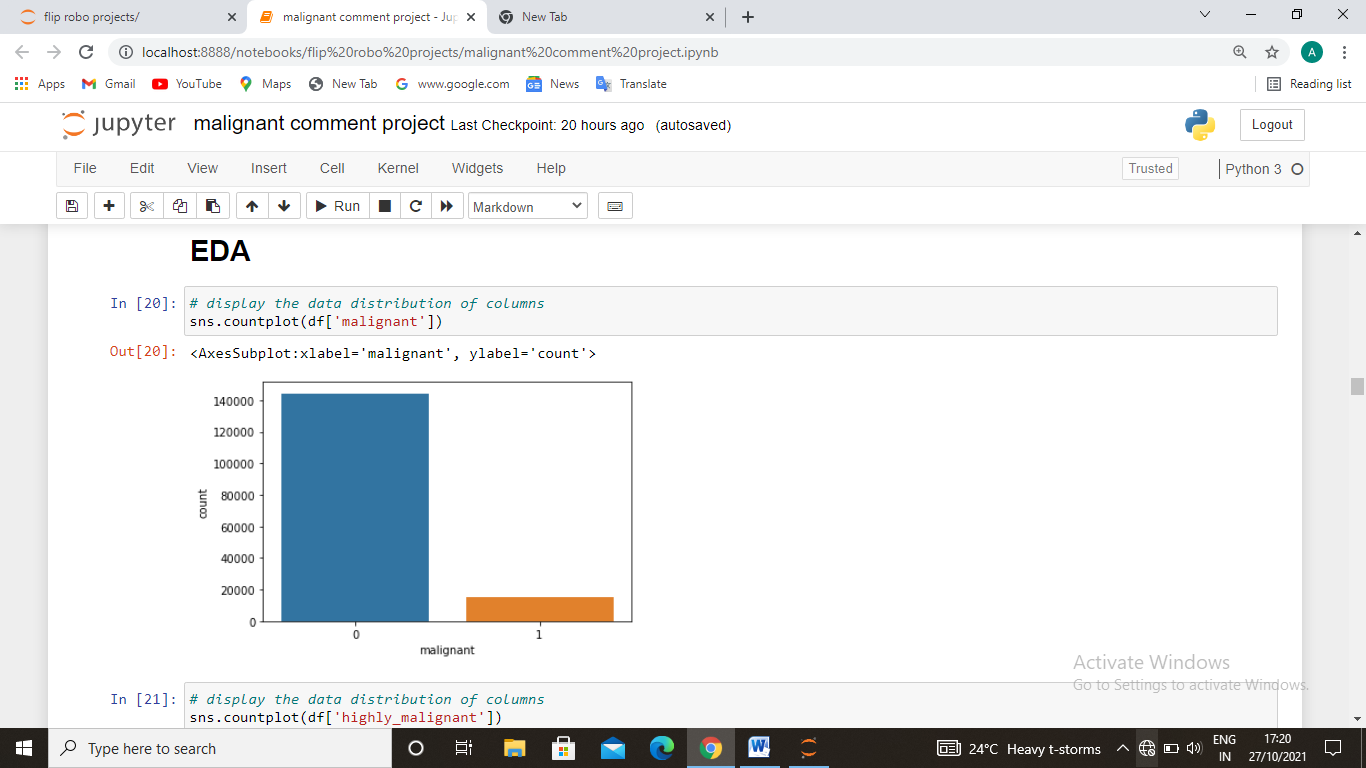 flip robo projects/
malignant comment project - Jup
New Tab
localhost:8888/notebooks/flip%20robo%20projects/malignant%20comment%20project.ipynb
A
Apps
Gmail
YouTube
Maps
New Tab
www.google.com
News
Translate
Reading list
jupyter malignant comment project Last Checkpoint: 20 hours ago (autosaved)
Logout
File Edit View Insert Cell Kernel Widgets Help
Trusted
Python 3
Run
Markdown
EDA
In [20]: # display the data distribution of columns
sns.countplot(df['malignant'])
Out[20]: <AxesSubplot:xlabel='malignant', ylabel='count'>
140000
120000
100000
80000
60000
40000
20000
0
count
0 1
malignant
Activate Windows
Go to Settings to activate Windows.
In [21]: # display the data distribution of columns
sns.countplot(df['highly_malignant'])
Type here to search
24°C Heavy t-storms
ENG
IN
17:20
27/10/2021